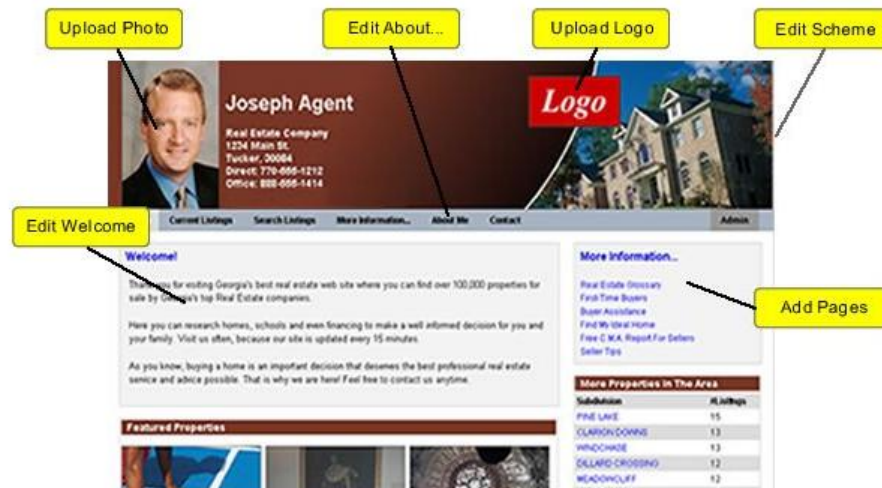 Upload Photo
Edit About...
Upload Logo
Edit Scheme
Joseph Agent
Logo
Real Estate Company
1234 Main St.
Tucker, 30084
Direct: 770-666-1212
Office: 888-666-1414
Edit Welcome
Current Listings Search Listings More Information... About Me Contact Admin
Welcome!
Thank you for visiting Georgia's best real estate web site where you can find over 100,000 properties for
sale by Georgia's top Real Estate companies.
Here you can research homes, schools and even financing to make a well informed decision for you and
your family. Visit us often, because our site is updated every 15 minutes.
As you know, buying a home is an important decision that deserves the best professional real estate
service and advice possible. That is why we are here! Feel free to contact us anytime.
More Information...
Real Estate Glossary
First-Time Buyers
Buyer Assistance
Find My Ideal Home
Free C.M.A. Report For Sellers
Seller Tips
Add Pages
More Properties in The Area
Subdivision #Listings
PINE LAKE 15
CLARION DOWNS 13
WINDCHASE 13
DILLARD CROSSING 12
MEADOWCLIFF 12
Featured Properties